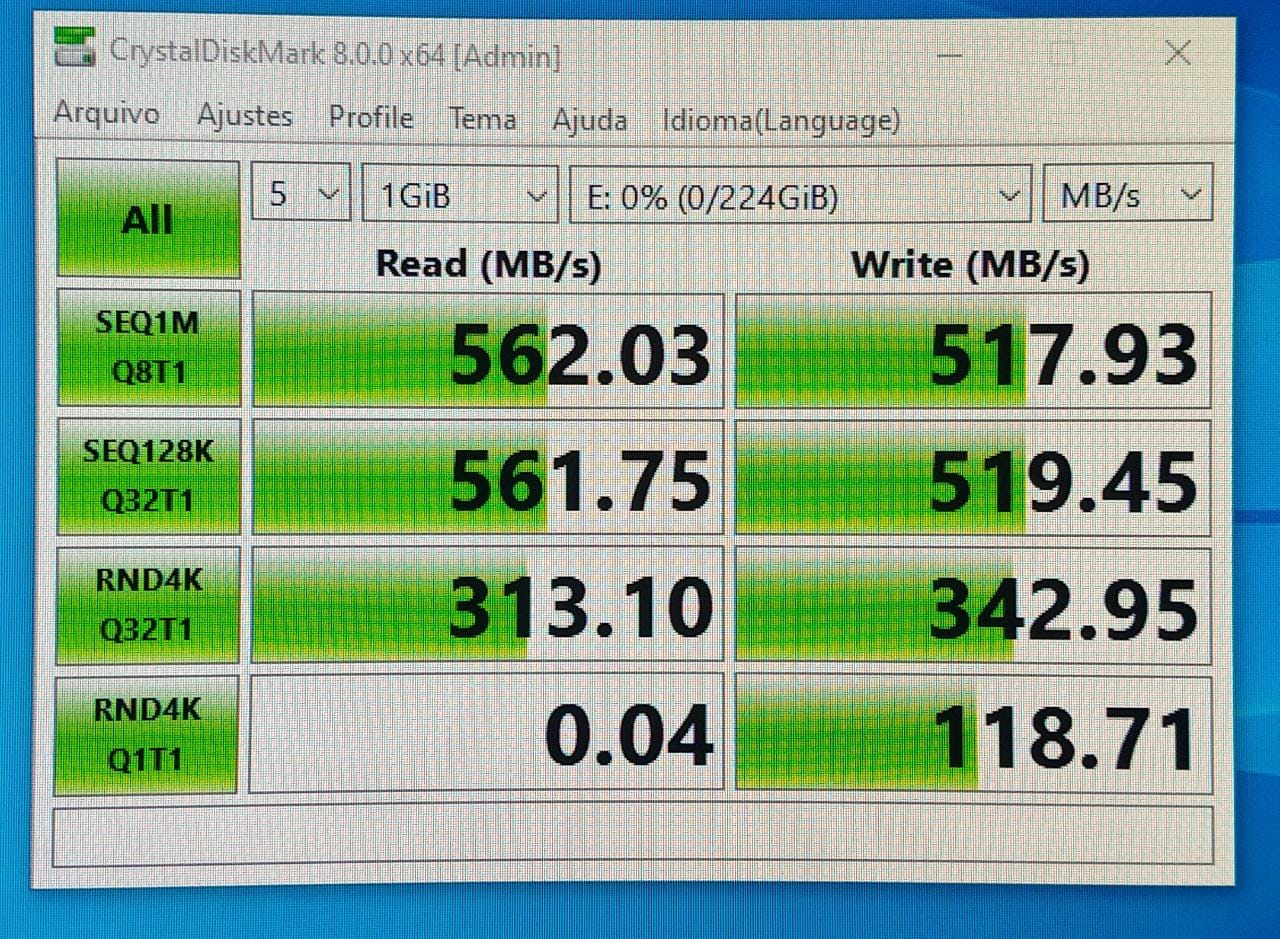 CrystalDiskMark 8.0.0 x64 [Admin]
Arquivo Ajustes Profile Tema Ajuda Idioma(Language)
All 5 1GiB E: 0% (0/224GiB) MB/s
Read (MB/s) Write (MB/s)
SEQ1M
Q8T1 562.03 517.93
SEQ128K
Q32T1 561.75 519.45
RND4K
Q32T1 313.10 342.95
RND4K
Q1T1 0.04 118.71